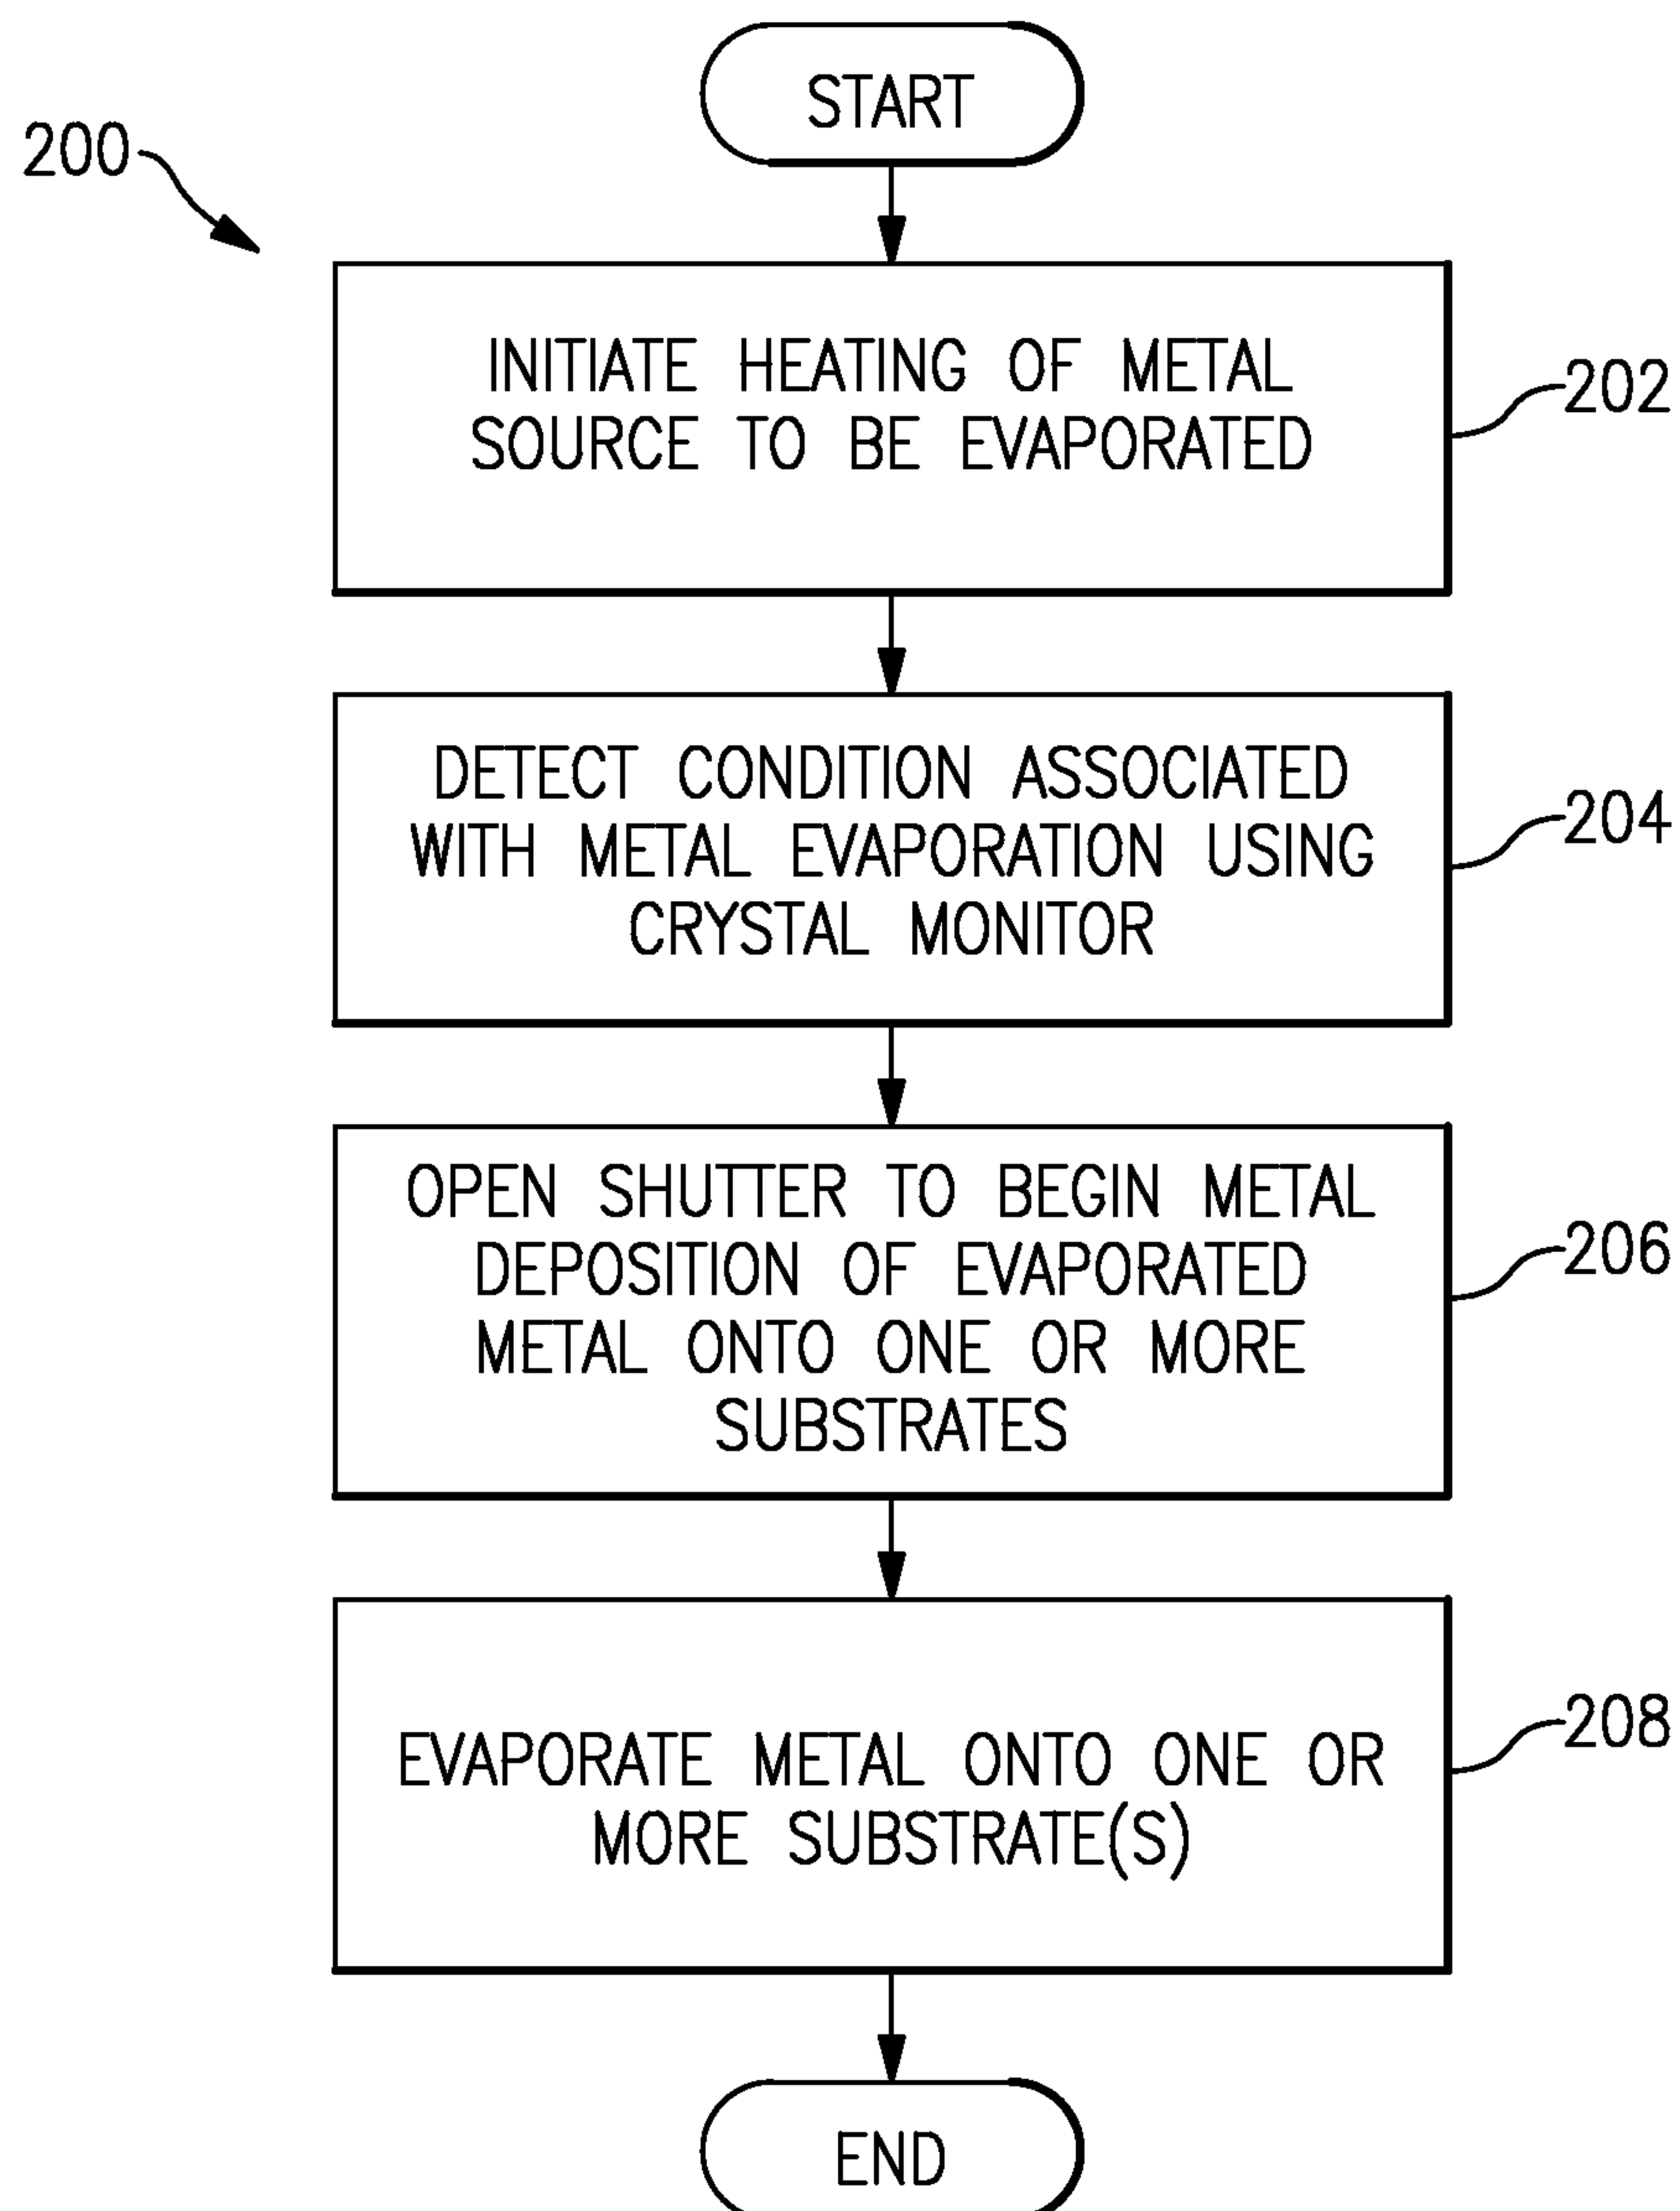 START
200
INITIATE HEATING OF METAL
SOURCE TO BE EVAPORATED
202
DETECT CONDITION ASSOCIATED
WITH METAL EVAPORATION USING
CRYSTAL MONITOR
204
OPEN SHUTTER TO BEGIN METAL
DEPOSITION OF EVAPORATED
METAL ONTO ONE OR MORE
SUBSTRATES
206
EVAPORATE METAL ONTO ONE OR
MORE SUBSTRATE(S)
208
END